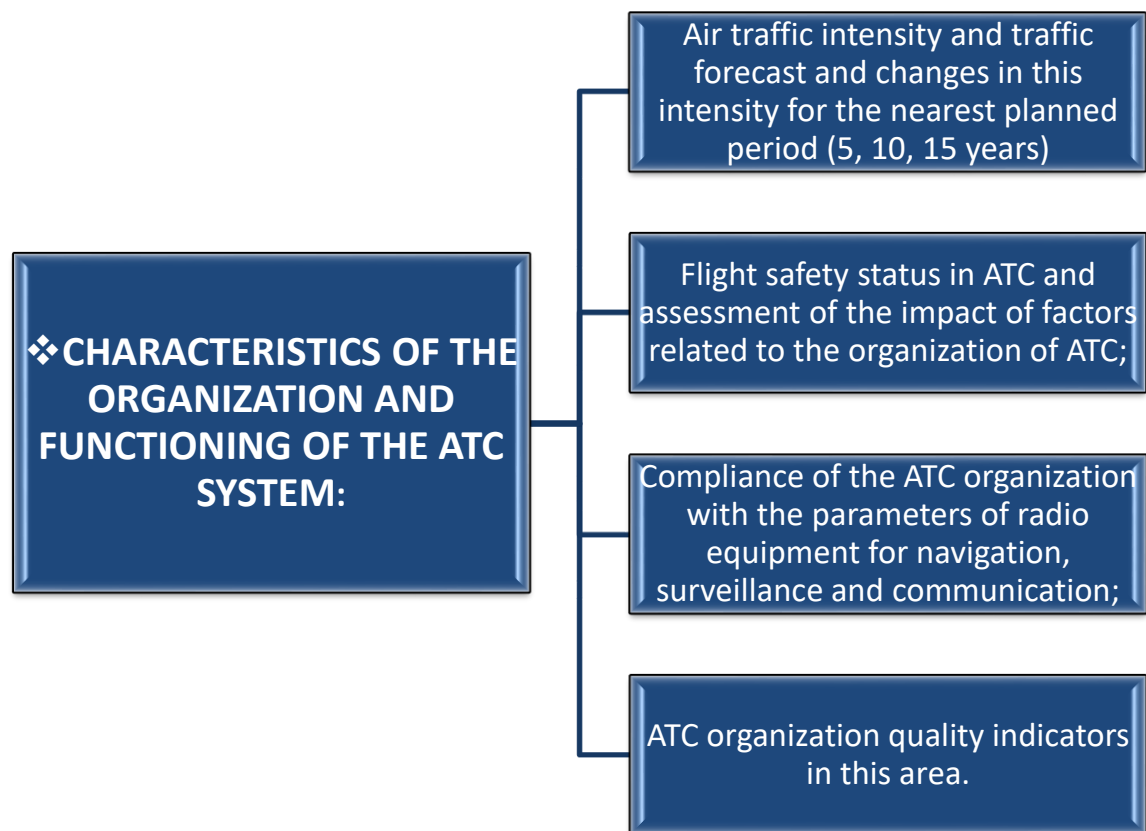 ❖CHARACTERISTICS OF THE
ORGANIZATION AND
FUNCTIONING OF THE ATC
SYSTEM:
Air traffic intensity and traffic
forecast and changes in this
intensity for the nearest planned
period (5, 10, 15 years)
Flight safety status in ATC and
assessment of the impact of factors
related to the organization of ATC;
Compliance of the ATC organization
with the parameters of radio
equipment for navigation,
surveillance and communication;
ATC organization quality indicators
in this area.